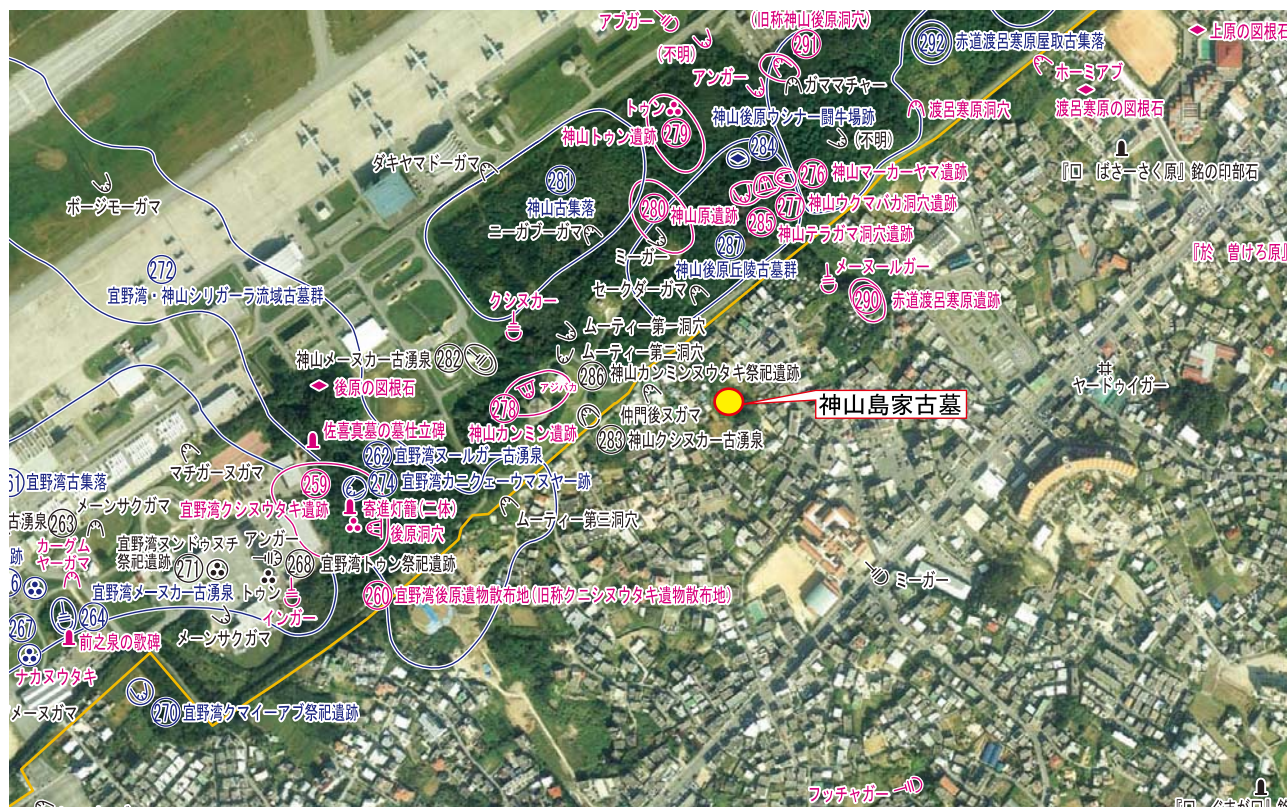 アブガー
(旧称神山後原洞穴)
291
(不明)
アンガー
ガママチャー
292 赤道渡呂寒原屋取古集落
上原の図根石
ホーミアブ
渡呂寒原の図根石
渡呂寒原洞穴
トゥン
279
神山トゥン遺跡
神山後原ウシナー闘牛場跡
284
(不明)
『口 ばさーさく原』銘の印部石
ダキヤマドーガマ
281
神山古集落
ニーガブーガマ
ボージモーガマ
280 神山原遺跡
276 神山マーカーヤマ遺跡
277 神山ウクマバカ洞穴遺跡
285 神山テラガマ洞穴遺跡
287
神山後原丘陵古墓群
ミーガー
セークダーガマ
メーヌールガー
290 赤道渡呂寒原遺跡
『於 曽けろ原』
272
宜野湾・神山シリガーラ流域古墓群
クシヌカー
ムーティー第一洞穴
ムーティー第二洞穴
神山メーヌカー古湧泉 282
286 神山カンミンヌウタキ祭祀遺跡
ヤードゥイガー
後原の図根石
アジバカ
278
神山カンミン遺跡
仲門後ヌガマ
神山島家古墓
283 神山クシヌカー古湧泉
佐喜真墓の墓仕立碑
262 宜野湾ヌールガー古湧泉
マチガーヌガマ
259
宜野湾クシヌウタキ遺跡
274 宜野湾カニクェーウマヌヤー跡
61 宜野湾古集落
メーンサクガマ
寄進灯籠(二体)
後原洞穴
ムーティー第三洞穴
古湧泉 263
カーグム
ヤーガマ
宜野湾ヌンドゥヌチ
祭祀遺跡 271
アンガー
268 宜野湾トゥン祭祀遺跡
トゥン
インガー
ミーガー
跡
6
宜野湾メーヌカー古湧泉
264
260 宜野湾後原遺物散布地(旧称クニシヌウタキ遺物散布地)
267
前之泉の歌碑
メーンサクガマ
ナカヌウタキ
メーヌガマ
270 宜野湾クマイーアブ祭祀遺跡
フッチャガー